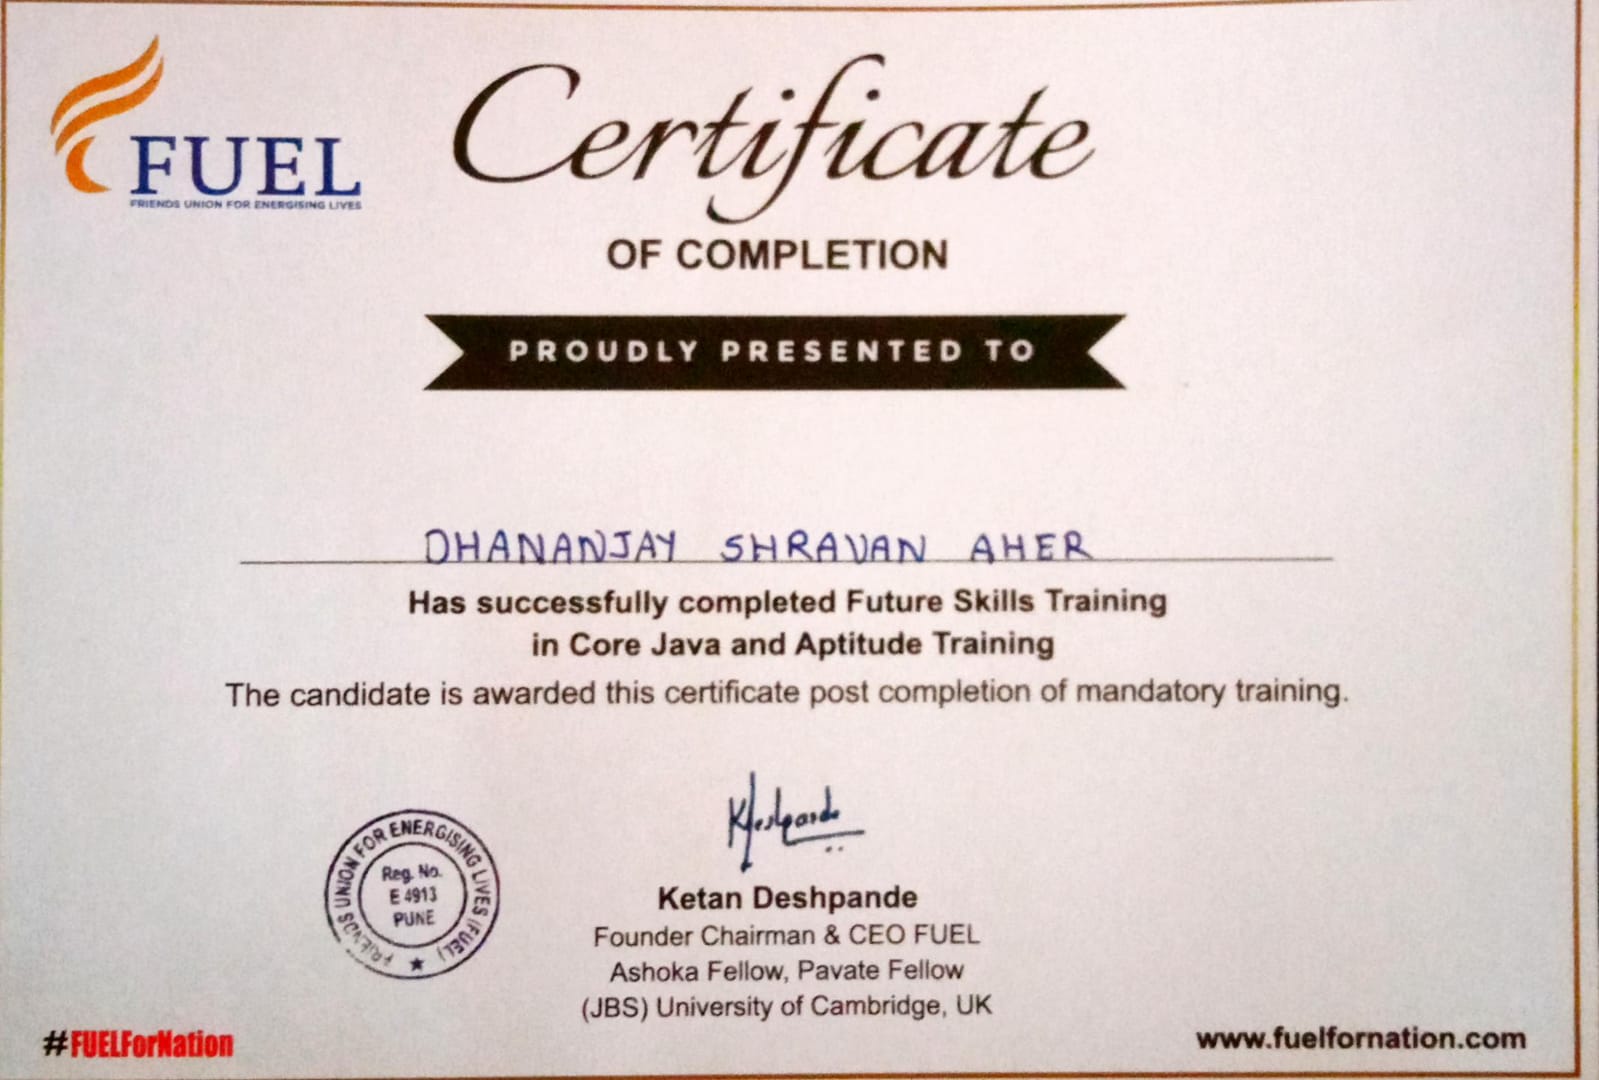 FUEL
FRIENDS UNION FOR ENERGISING LIVES
Certificate
OF COMPLETION
PROUDLY PRESENTED TO
DHANANJAY SHRAVAN AHER
Has successfully completed Future Skills Training
in Core Java and Aptitude Training
The candidate is awarded this certificate post completion of mandatory training.
FRIENDS UNION FOR ENERGISING LIVES (FUEL)
Reg. No.
E 4913
PUNE
KDeshpande
Ketan Deshpande
Founder Chairman & CEO FUEL
Ashoka Fellow, Pavate Fellow
(JBS) University of Cambridge, UK
#FUELForNation
www.fuelfornation.com